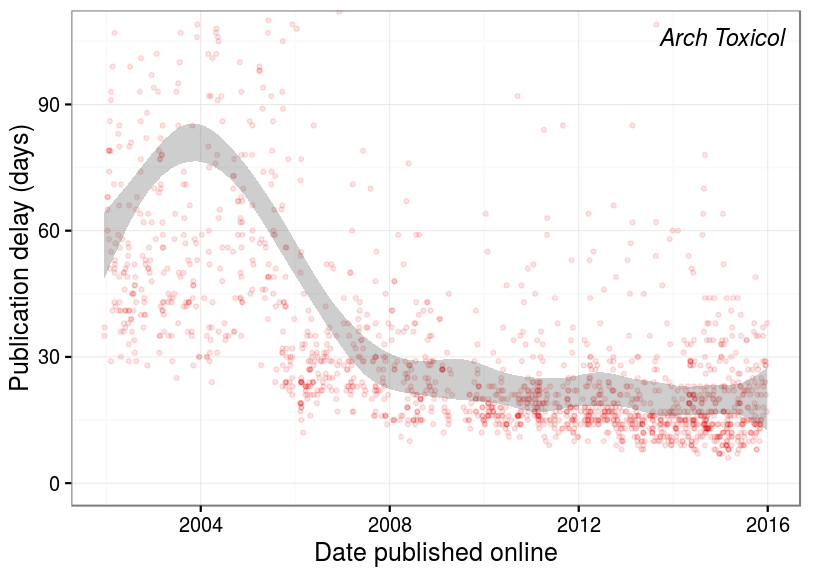 Arch Toxicol
Publication delay (days)
90
60
30
0
2004 2008 2012 2016
Date published online